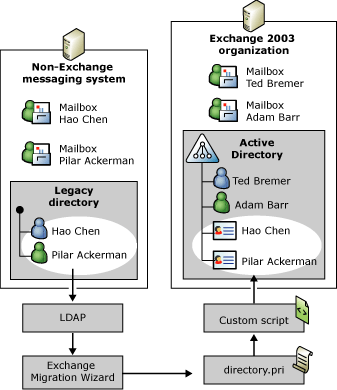 Non-Exchange
messaging system
Mailbox
Hao Chen
Mailbox
Pilar Ackerman
Legacy
directory
Hao Chen
Pilar Ackerman
LDAP
Exchange
Migration Wizard
Exchange 2003
organization
Mailbox
Ted Bremer
Mailbox
Adam Barr
Active
Directory
Ted Bremer
Adam Barr
Hao Chen
Pilar Ackerman
Custom script
directory.pri